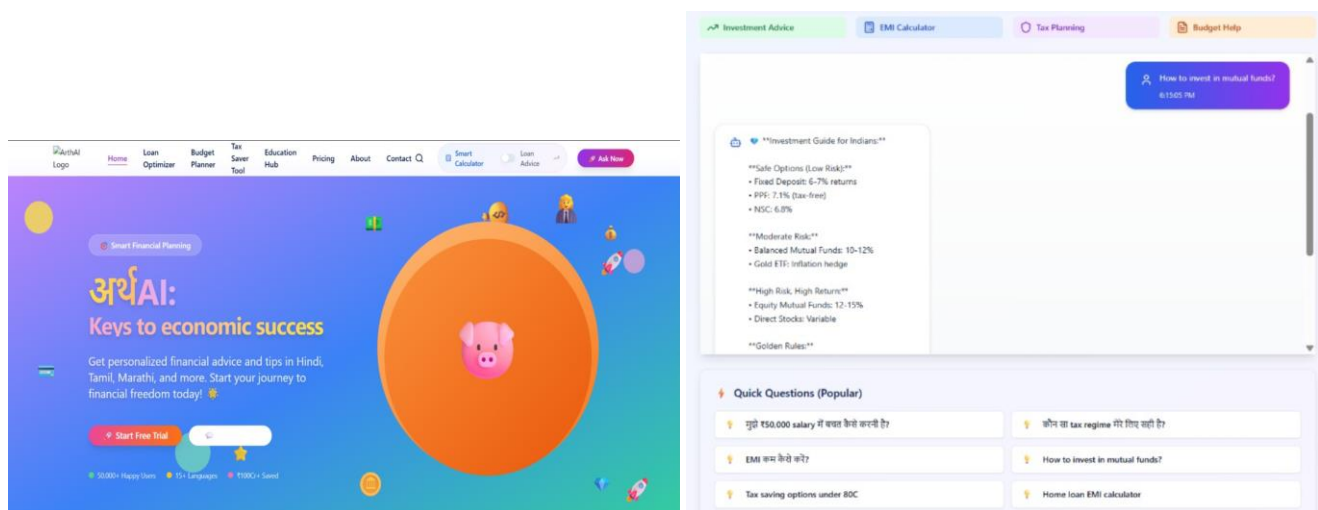 ArthAI
Logo
Home
Loan
Optimizer
Budget
Planner
Tax
Saver
Tool
Education
Hub
Pricing
About
Contact
Smart
Calculator
Loan
Advice
Ask Now
Smart Financial Planning
अर्थAI:
Keys to economic success
Get personalized financial advice and tips in Hindi,
Tamil, Marathi, and more. Start your journey to
financial freedom today!
Start Free Trial
50,000+ Happy Users
15+ Languages
Saved
Investment Advice
EMI Calculator
Tax Planning
Budget Help
How to invest in mutual funds?
6:15:05 PM
**Investment Guide for Indians:**
**Safe Options (Low Risk):**
• Fixed Deposit: 6-7% returns
• PPF: 7.1% (tax-free)
• NSC: 6.8%
**Moderate Risk:**
• Balanced Mutual Funds: 10-12%
• Gold ETF: Inflation hedge
**High Risk, High Return:**
• Equity Mutual Funds: 12-15%
• Direct Stocks: Variable
**Golden Rules:**
Quick Questions (Popular)
मुझे ₹50,000 salary में बचत कैसे करनी है?
कौन सा tax regime मेरे लिए सही है?
EMI कम कैसे करें?
How to invest in mutual funds?
Tax saving options under 80C
Home loan EMI calculator